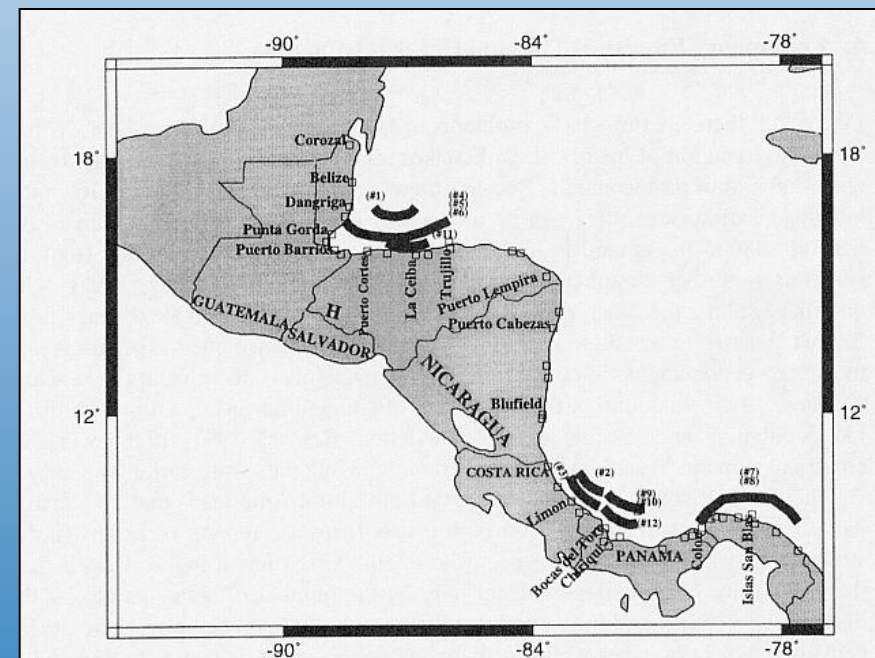 -90 -84 -78
18° 18°
Corozal
Belize
Dangriga
(#1)
(#4)
(#5)
(#6)
Punta Gorda
(#11)
Puerto Barrios
Puerto Cortes
La Ceiba
Trujillo
Puerto Lempira
GUATEMALA
H
SALVADOR
Puerto Cabezas
NICARAGUA
12° 12°
Blufield
COSTA RICA
(#3)
(#2)
(#7)
(#8)
(#9)
(#10)
Limon
(#12)
Bocas del Toro
Chiriqui
PANAMA
Colon
Islas San Blas
-90 -84 -78